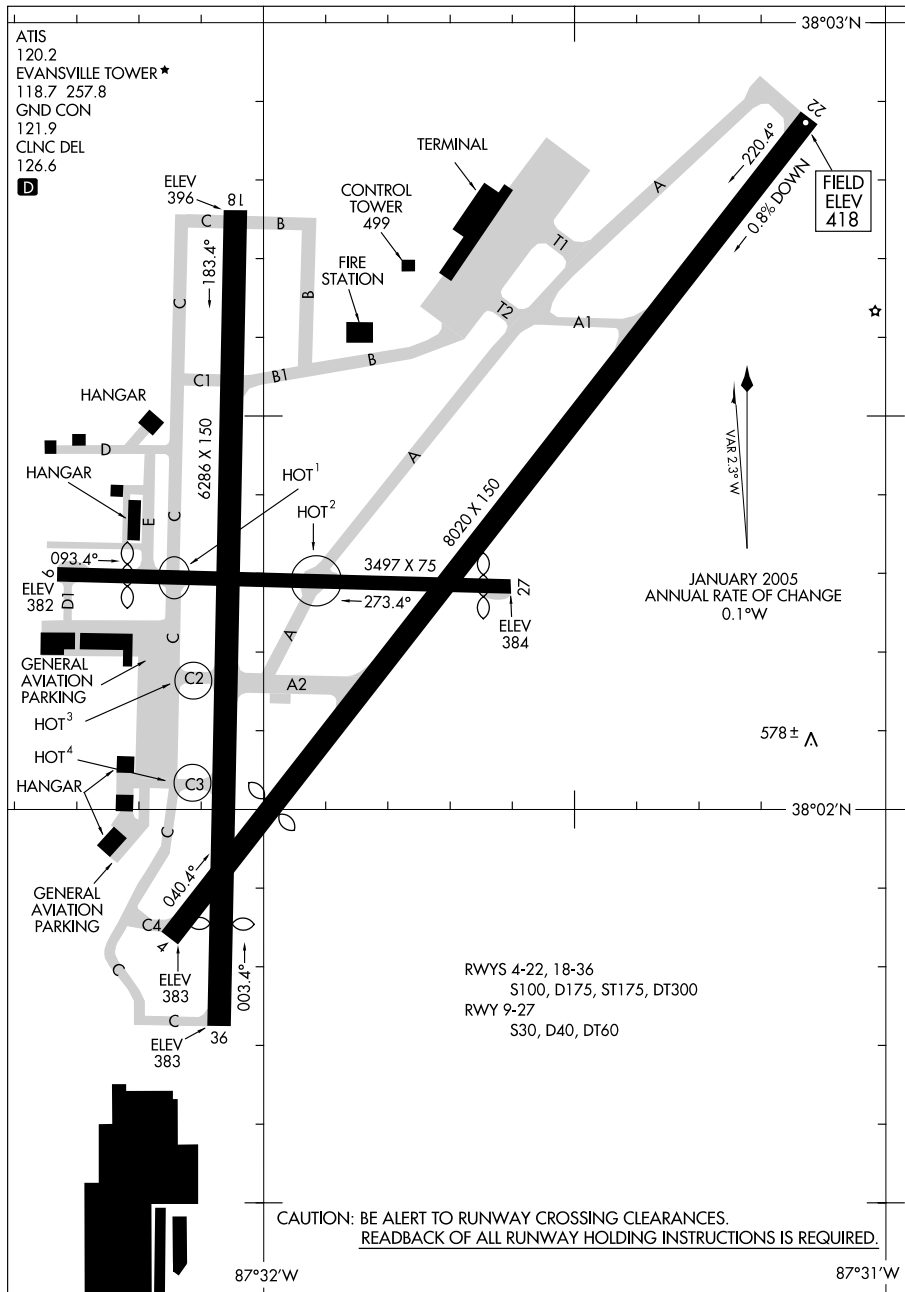 ATIS
120.2
EVANSVILLE TOWER★
118.7 257.8
GND CON
121.9
CLNC DEL
126.6
D
38°03'N
22
220.4°
0.8% DOWN
FIELD
ELEV
418
A
TERMINAL
CONTROL
TOWER
499
FIRE
STATION
T1
T2
A1
ELEV
396
18
C
B
183.4°
C
B
B
C1
B1
HANGAR
D
HANGAR
E
C
6286 X 150
HOT1
HOT2
A
8020 X 150
VAR 2.3° W
JANUARY 2005
ANNUAL RATE OF CHANGE
0.1°W
093.4°
9
ELEV
382
D1
3497 X 75
273.4°
27
ELEV
384
C
A
GENERAL
AVIATION
PARKING
C2
A2
HOT3
HOT4
HANGAR
C3
578 ±
38°02'N
C
GENERAL
AVIATION
PARKING
040.4°
C4
4
ELEV
383
003.4°
C
C
ELEV
383
36
RWYS 4-22, 18-36
S100, D175, ST175, DT300
RWY 9-27
S30, D40, DT60
CAUTION: BE ALERT TO RUNWAY CROSSING CLEARANCES.
READBACK OF ALL RUNWAY HOLDING INSTRUCTIONS IS REQUIRED.
87°32'W
87°31'W